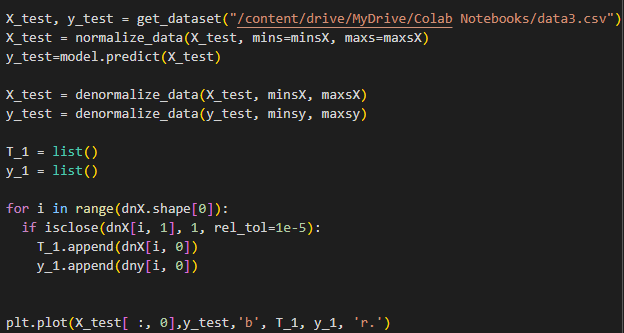 X_test, y_test = get_dataset("/content/drive/MyDrive/Colab Notebooks/data3.csv")
X_test = normalize_data(X_test, mins=minsX, maxs=maxsX)
y_test=model.predict(X_test)
X_test = denormalize_data(X_test, minsX, maxsX)
y_test = denormalize_data(y_test, minsy, maxsy)
T_1 = list()
y_1 = list()
for i in range(dnX.shape[0]):
  if isclose(dnX[i, 1], 1, rel_tol=1e-5):
    T_1.append(dnX[i, 0])
    y_1.append(dny[i, 0])
plt.plot(X_test[ :, 0],y_test,'b', T_1, y_1, 'r.')